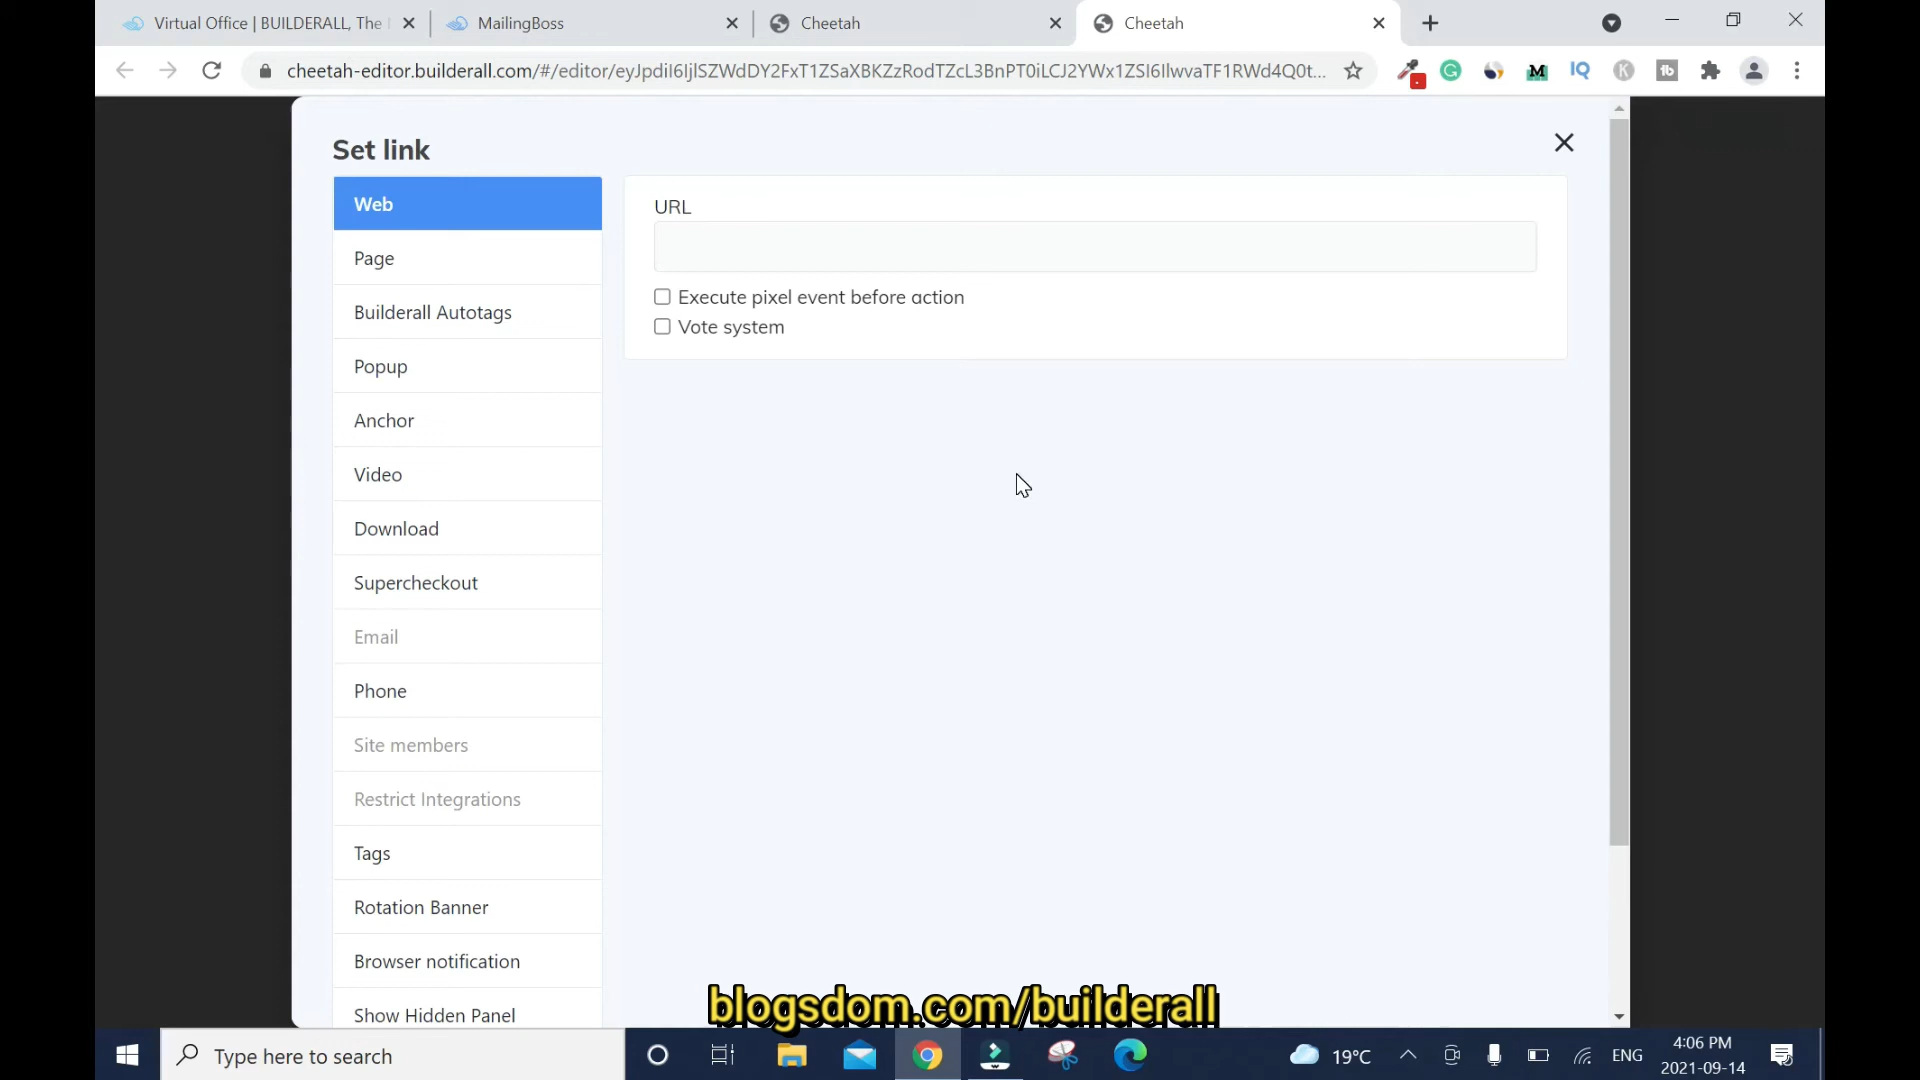 Virtual Office | BUILDERALL, The
MailingBoss
Cheetah
Cheetah
cheetah-editor.builderall.com/#/editor/eyJpdiI6IjlSZWdDY2FxT1ZSaXBKZzRodTZcL3BnPT0iLCJ2YWx1ZSI6IlwvaTF1RWd4Q0t...
Set link
Web
Page
Builderall Autotags
Popup
Anchor
Video
Download
Supercheckout
Email
Phone
Site members
Restrict Integrations
Tags
Rotation Banner
Browser notification
Show Hidden Panel
URL
Execute pixel event before action
Vote system
blogsdom.com/builderall
Type here to search
19°C
ENG
4:06 PM
2021-09-14